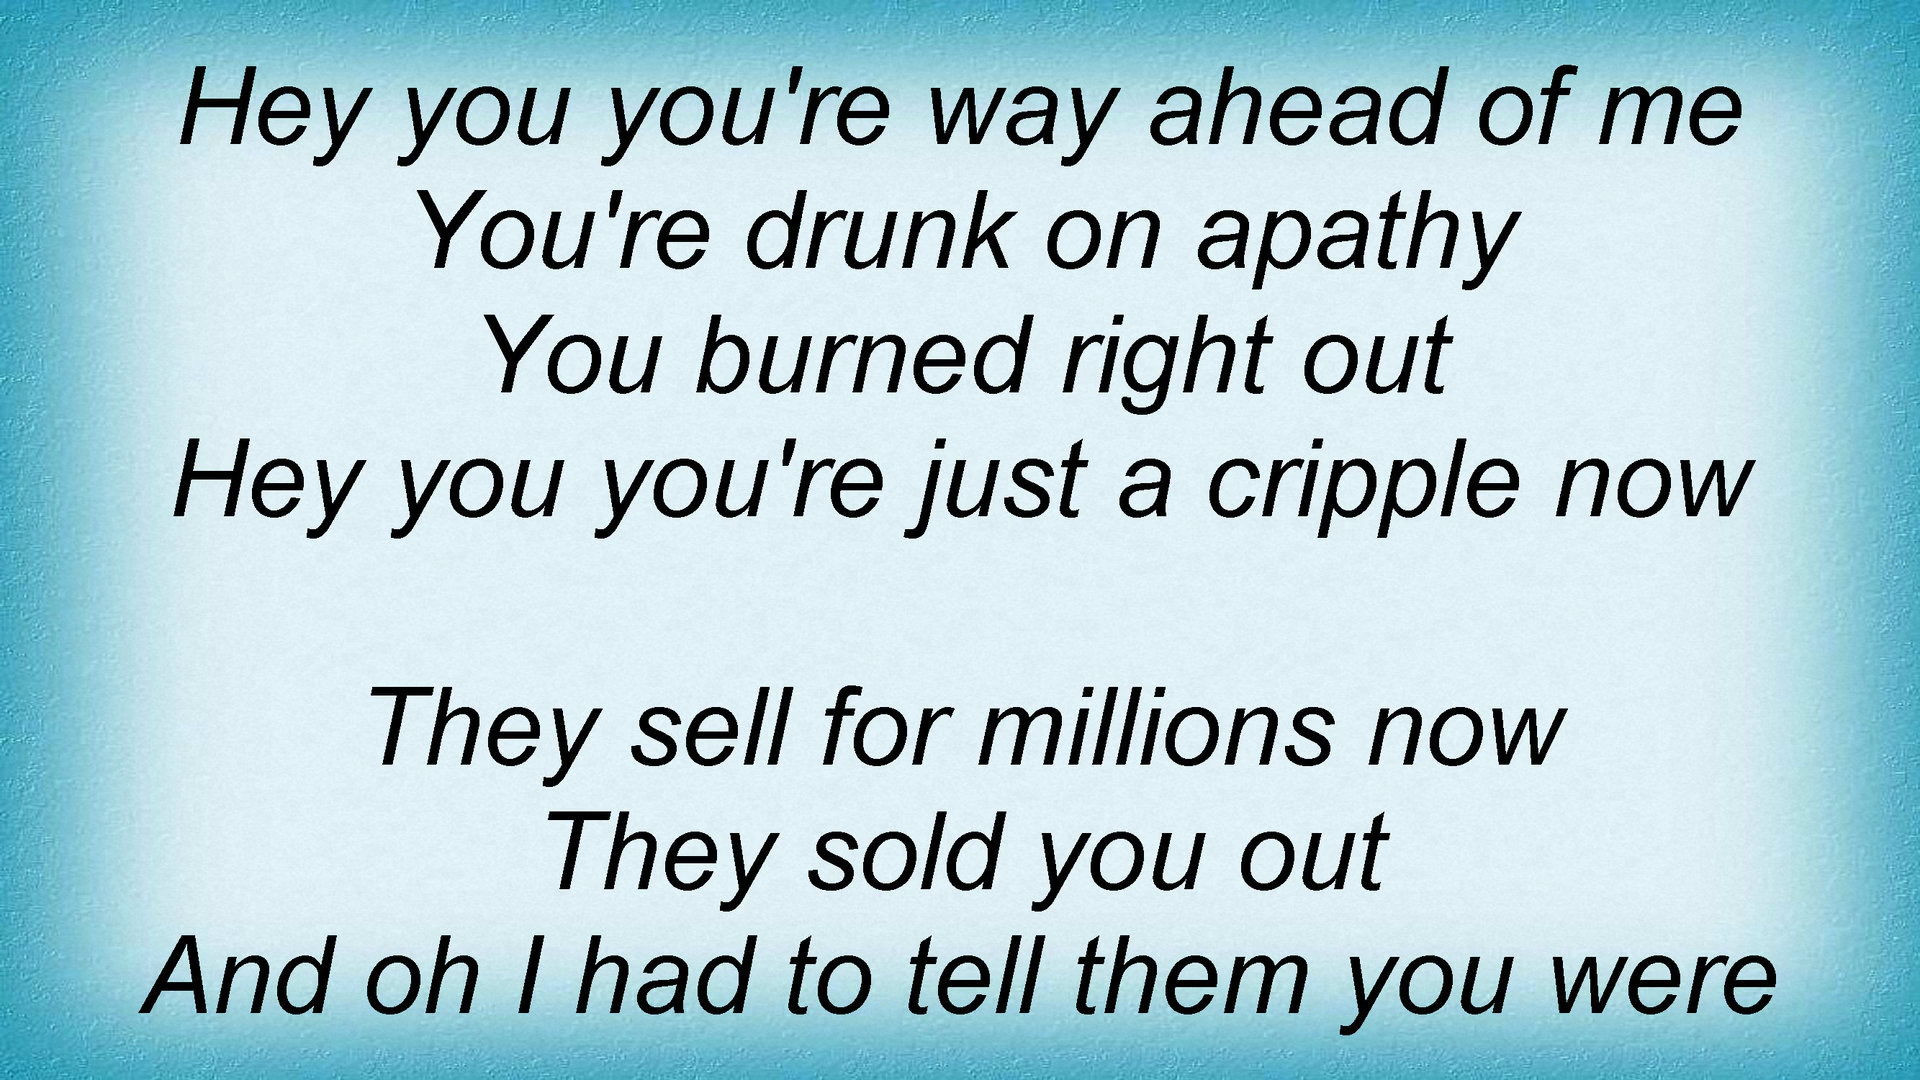 Hey you you're way ahead of me
You're drunk on apathy
You burned right out
Hey you you're just a cripple now
They sell for millions now
They sold you out
And oh I had to tell them you were